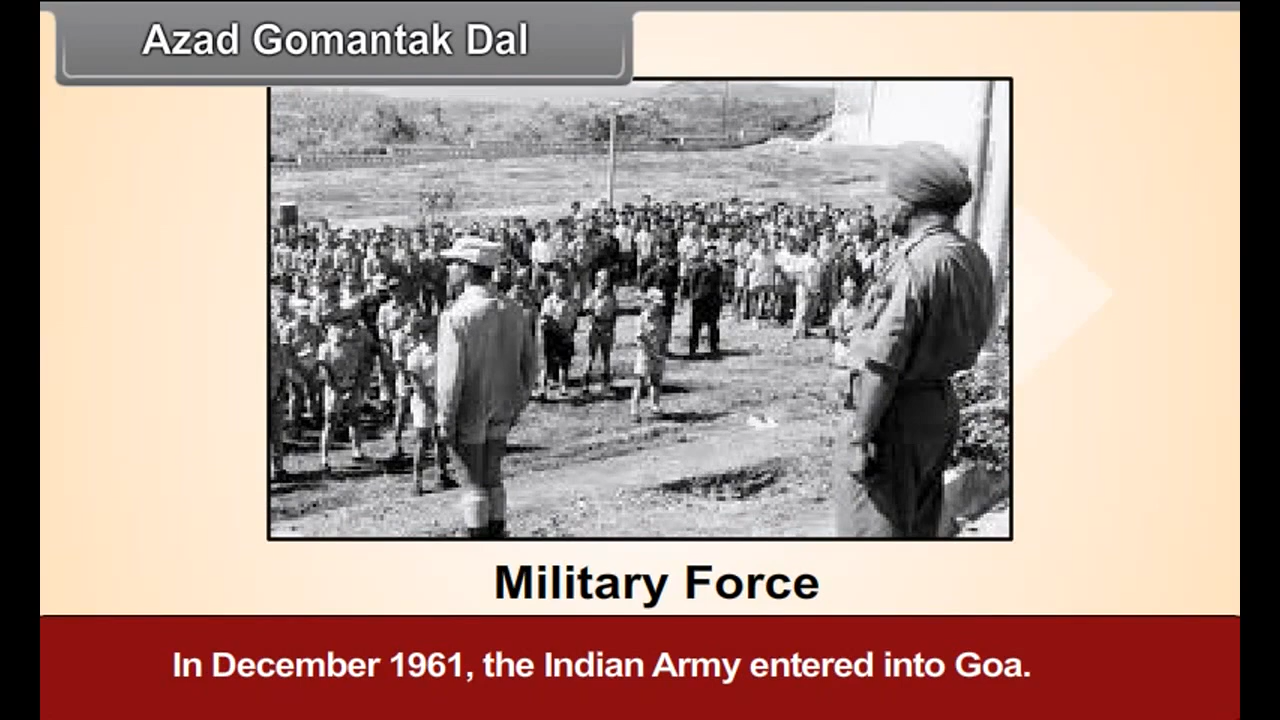 Azad Gomantak Dal
Military Force
In December 1961, the Indian Army entered into Goa.